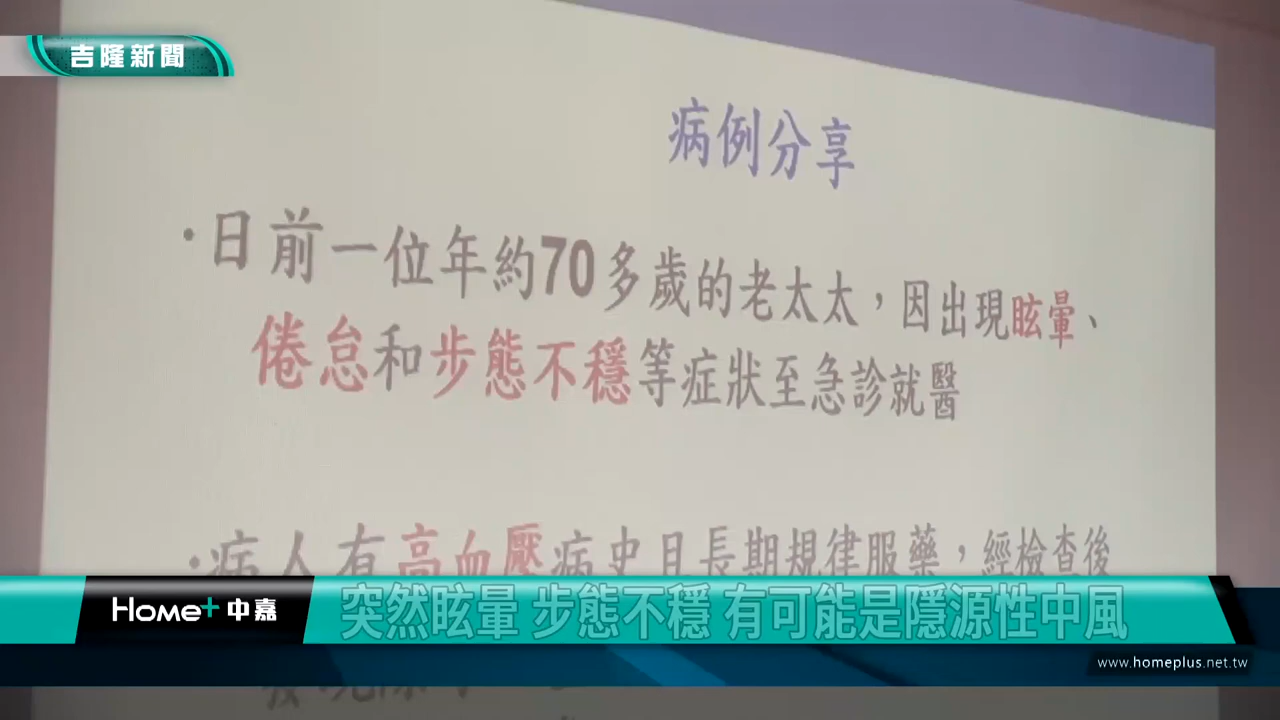 吉隆新聞
病例分享
•日前一位年約70多歲的老太太，因出現眩暈、
倦怠和步態不穩等症狀至急診就醫
•病人有高血壓病史且長期規律服藥，經檢查後
Home+中嘉
突然眩暈 步態不穩 有可能是隱源性中風
www.homeplus.net.tw